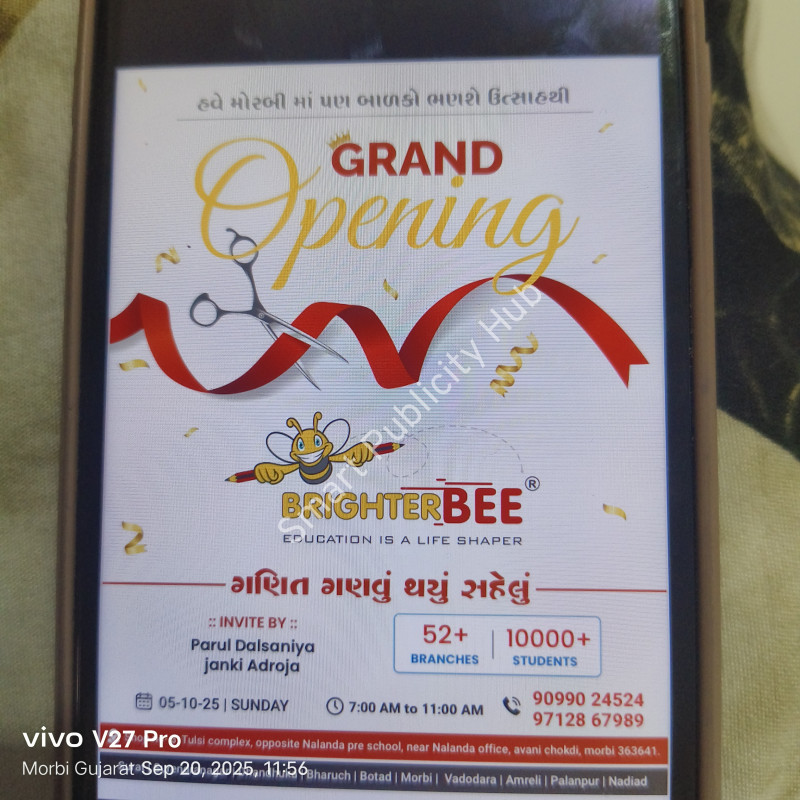 હવે મોરબી માં પણ બાળકો ભણશે ઉત્સાહથી
GRAND
Opening
Smart Publicity Hub
BRIGHTERBEE®
EDUCATION IS A LIFE SHAPER
ગણિત ગણવું થયું સહેલું
:: INVITE BY ::
Parul Dalsaniya
janki Adroja
52+
BRANCHES
10000+
STUDENTS
05-10-25 | SUNDAY
7:00 AM to 11:00 AM
90990 24524
97128 67989
Tulsi complex, opposite Nalanda pre school, near Nalanda office, avani chokdi, morbi 363641.
Bharuch | Botad | Morbi | Vadodara | Amreli | Palanpur | Nadiad
vivo V27 Pro
Morbi Gujarat Sep 20, 2025, 11:56